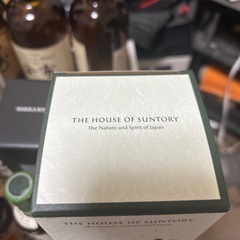 THE HOUSE OF SUNTORY
The Nature and Spirit of Japan
THE HOUSE OF SUNTORY